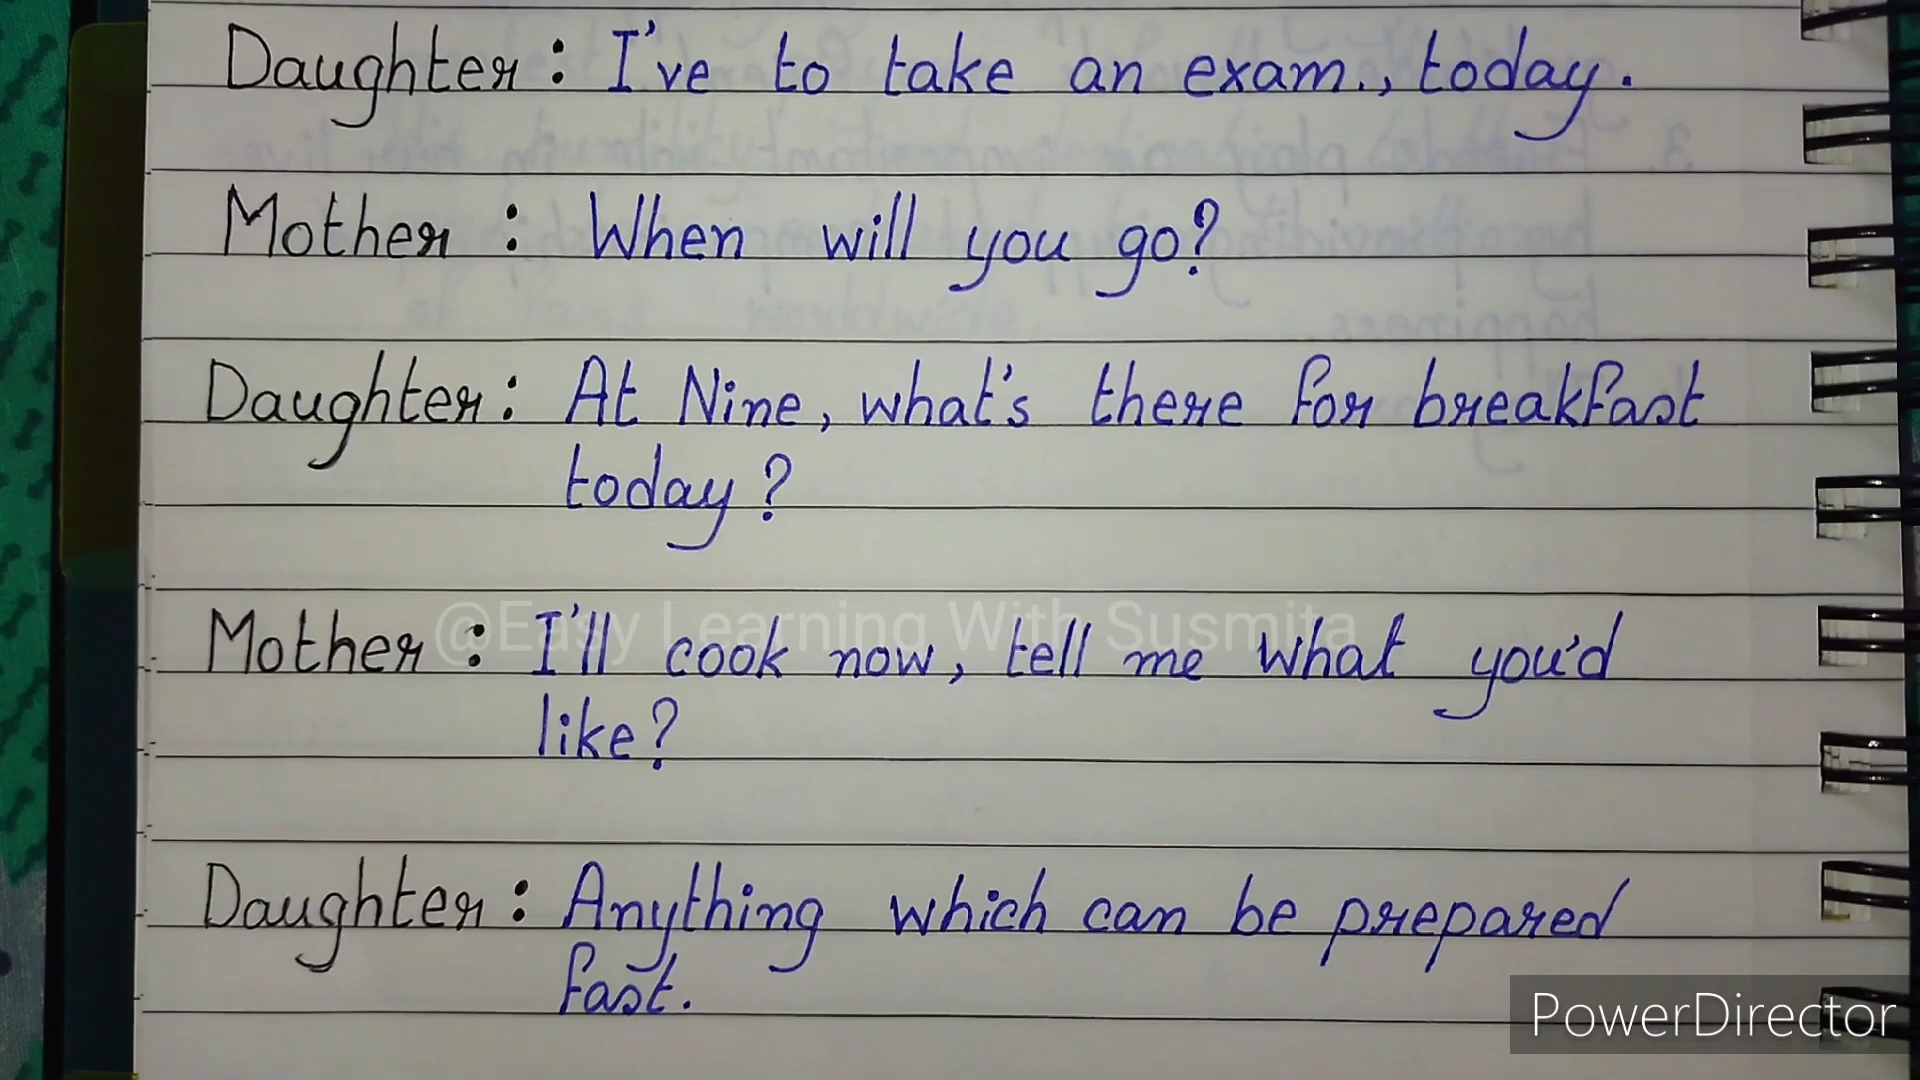 Daughter : I've to take an exam., today.
Mother : When will you go?
Daughter : At Nine, what's there for breakfast
today?
@Easy Learning With Susmita
Mother : I'll cook now, tell me what you'd
like?
Daughter : Anything which can be prepared
fast.
PowerDirector